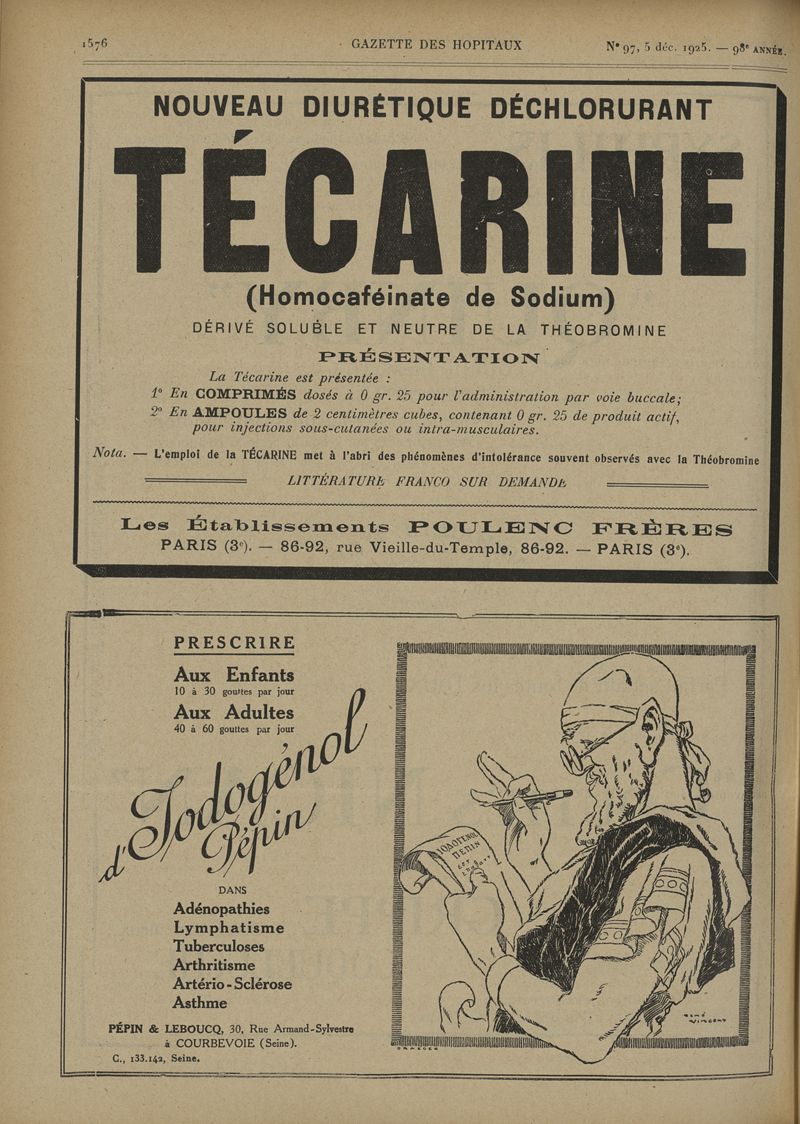 1576
GAZETTE DES HOPITAUX
N° 97, 5 déc. 1925. — 98e ANNÉE.
NOUVEAU DIURÉTIQUE DÉCHLORURANT
TÉCARINE
(Homocaféinate de Sodium)
DÉRIVÉ SOLUBLE ET NEUTRE DE LA THÉOBROMINE
PRÉSENTATION
La Técarine est présentée :
1° En COMPRIMÉS dosés à 0 gr. 25 pour l'administration par voie buccale;
2° En AMPOULES de 2 centimètres cubes, contenant 0 gr. 25 de produit actif,
pour injections sous-cutanées ou intra-musculaires.
Nota. — L'emploi de la TÉCARINE met à l'abri des phénomènes d'intolérance souvent observés avec la Théobromine
LITTÉRATURE FRANCO SUR DEMANDE
Les Établissements POULENC FRÈRES
PARIS (3e). — 86-92, rue Vieille-du-Temple, 86-92. — PARIS (3e).
PRESCRIRE
Aux Enfants
10 à 30 gouttes par jour
Aux Adultes
40 à 60 gouttes par jour
d'Iodogénol
Pépin
DANS
Adénopathies
Lymphatisme
Tuberculoses
Arthritisme
Artério-Sclérose
Asthme
PÉPIN & LEBOUCQ, 30, Rue Armand-Sylvestre
à COURBEVOIE (Seine).
C., 133.142, Seine.
ΙΟΔΟΓΕΝΟΛ
ΠΕΠΙΝ
René
Vincent
DRAEGER